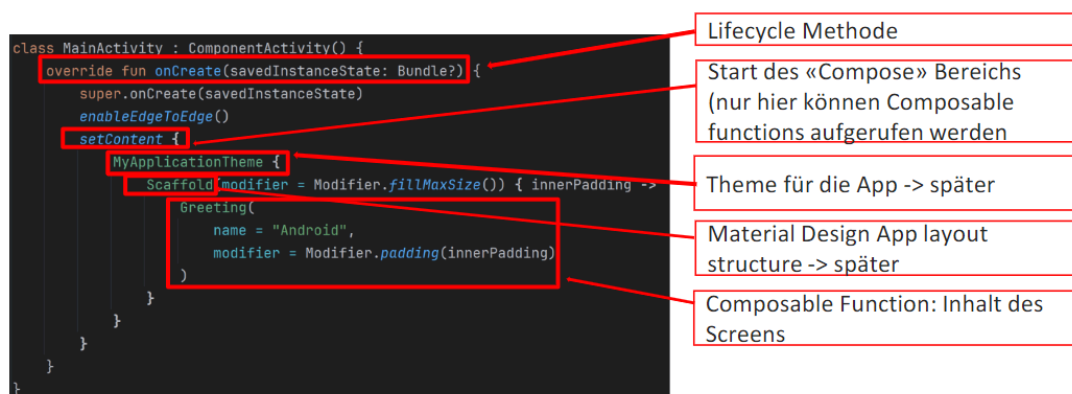 class MainActivity : ComponentActivity() {
override fun onCreate(savedInstanceState: Bundle?) {
super.onCreate(savedInstanceState)
enableEdgeToEdge()
setContent {
MyApplicationTheme {
Scaffold(modifier = Modifier.fillMaxSize()) { innerPadding ->
Greeting(
name = "Android",
modifier = Modifier.padding(innerPadding)
)
}
}
}
}
}
Lifecycle Methode
Start des «Compose» Bereichs
(nur hier können Composable
functions aufgerufen werden
Theme für die App -> später
Material Design App layout
structure -> später
Composable Function: Inhalt des
Screens